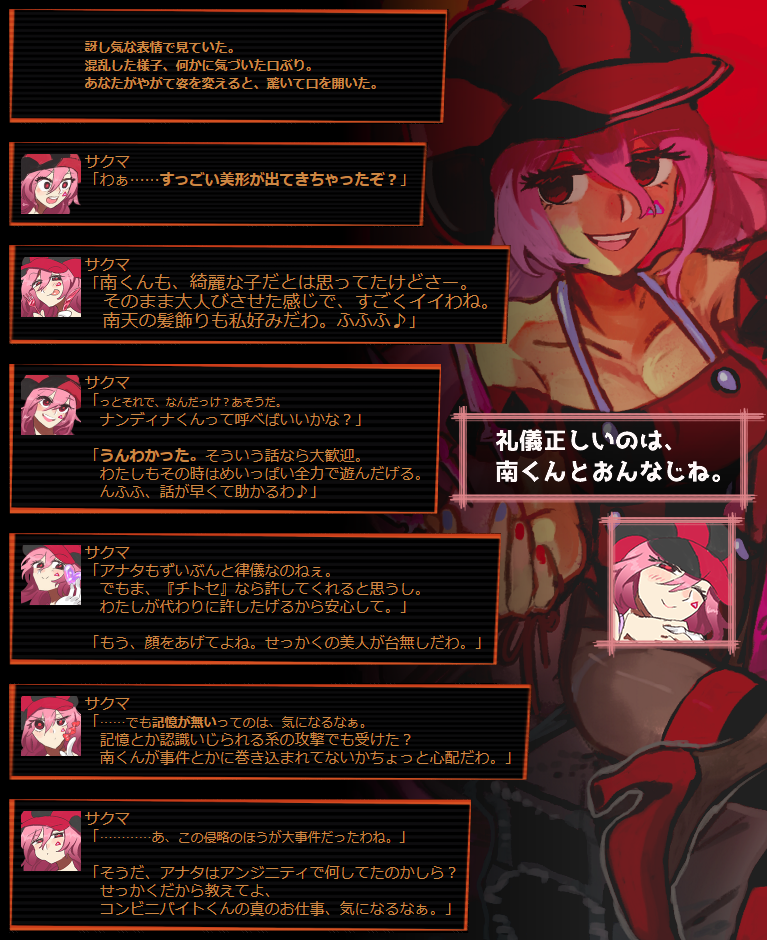 訝し気な表情で見ていた。
混乱した様子、何かに気づいた口ぶり。
あなたがやがて姿を変えると、驚いて口を開いた。
サクマ
「わぁ……すっごい美形が出てきちゃったぞ？」
サクマ
「南くんも、綺麗な子だとは思ってたけどさー。
そのまま大人びさせた感じで、すごくイイわね。
南天の髪飾りも私好みだわ。ふふふ♪」
サクマ
「っとそれで、なんだっけ？あそうだ。
ナンディナくんって呼べばいいかな？」
「うんわかった。そういう話なら大歓迎。
わたしもその時はめいっぱい全力で遊んだげる。
んふふ、話が早くて助かるわ♪」
礼儀正しいのは、
南くんとおんなじね。
サクマ
「アナタもずいぶんと律儀なのねぇ。
でもま、『チトセ』なら許してくれると思うし。
わたしが代わりに許したげるから安心して。」
「もう、顔をあげてよね。せっかくの美人が台無しだわ。」
サクマ
「……でも記憶が無いってのは、気になるなぁ。
記憶とか認識いじられる系の攻撃でも受けた？
南くんが事件とかに巻き込まれてないかちょっと心配だわ。」
サクマ
「…………あ、この侵略のほうが大事件だったわね。」
「そうだ、アナタはアンジニティで何してたのかしら？
せっかくだから教えてよ、
コンビニバイトくんの真のお仕事、気になるなぁ。」